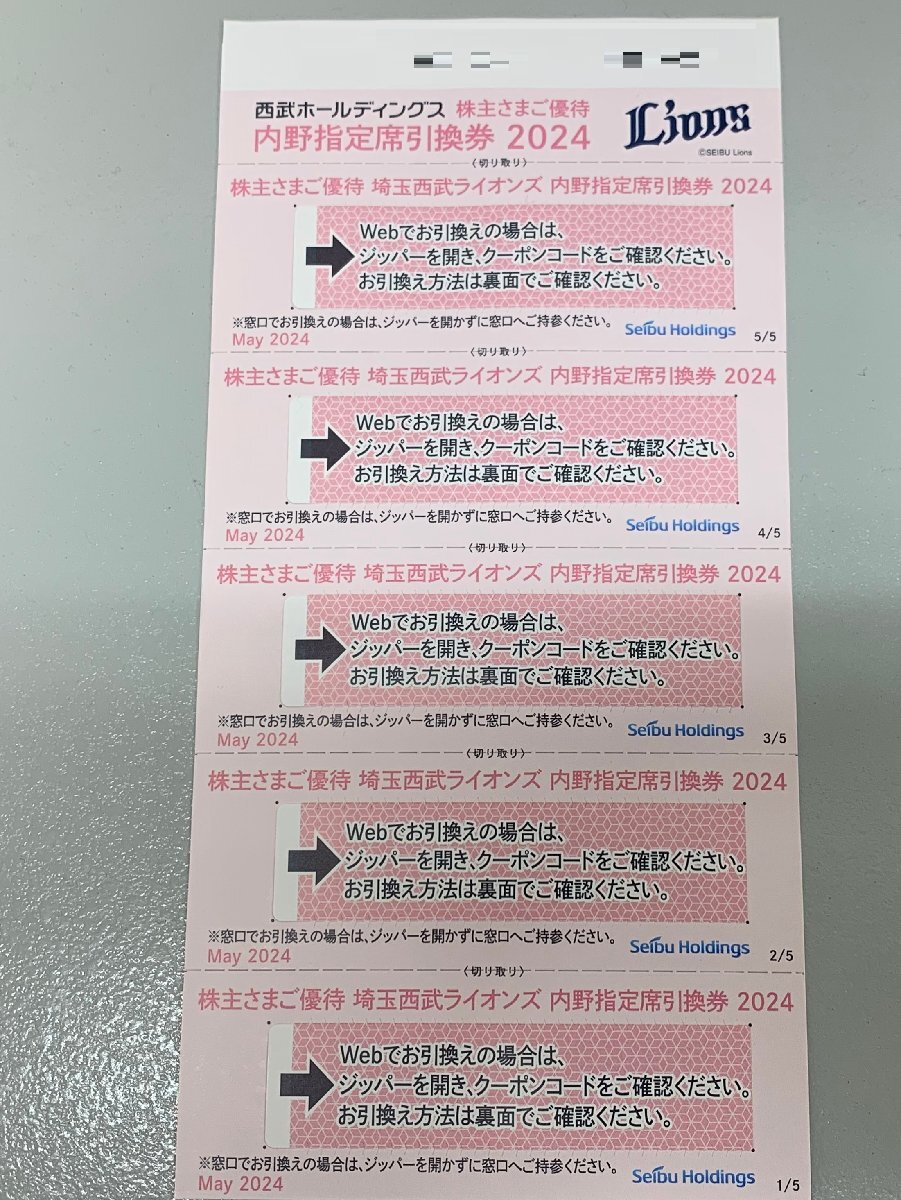 西武ホールディングス 株主さまご優待
内野指定席引換券 2024
Lions
©SEIBU Lions
〈切り取り〉
株主さまご優待 埼玉西武ライオンズ 内野指定席引換券 2024
Webでお引換えの場合は、
ジッパーを開き、クーポンコードをご確認ください。
お引換え方法は裏面でご確認ください。
※窓口でお引換えの場合は、ジッパーを開かずに窓口へご持参ください。
May 2024
Seibu Holdings
5/5
〈切り取り〉
株主さまご優待 埼玉西武ライオンズ 内野指定席引換券 2024
Webでお引換えの場合は、
ジッパーを開き、クーポンコードをご確認ください。
お引換え方法は裏面でご確認ください。
※窓口でお引換えの場合は、ジッパーを開かずに窓口へご持参ください。
May 2024
Seibu Holdings
4/5
〈切り取り〉
株主さまご優待 埼玉西武ライオンズ 内野指定席引換券 2024
Webでお引換えの場合は、
ジッパーを開き、クーポンコードをご確認ください。
お引換え方法は裏面でご確認ください。
※窓口でお引換えの場合は、ジッパーを開かずに窓口へご持参ください。
May 2024
Seibu Holdings
3/5
〈切り取り〉
株主さまご優待 埼玉西武ライオンズ 内野指定席引換券 2024
Webでお引換えの場合は、
ジッパーを開き、クーポンコードをご確認ください。
お引換え方法は裏面でご確認ください。
※窓口でお引換えの場合は、ジッパーを開かずに窓口へご持参ください。
May 2024
Seibu Holdings
2/5
〈切り取り〉
株主さまご優待 埼玉西武ライオンズ 内野指定席引換券 2024
Webでお引換えの場合は、
ジッパーを開き、クーポンコードをご確認ください。
お引換え方法は裏面でご確認ください。
※窓口でお引換えの場合は、ジッパーを開かずに窓口へご持参ください。
May 2024
Seibu Holdings
1/5